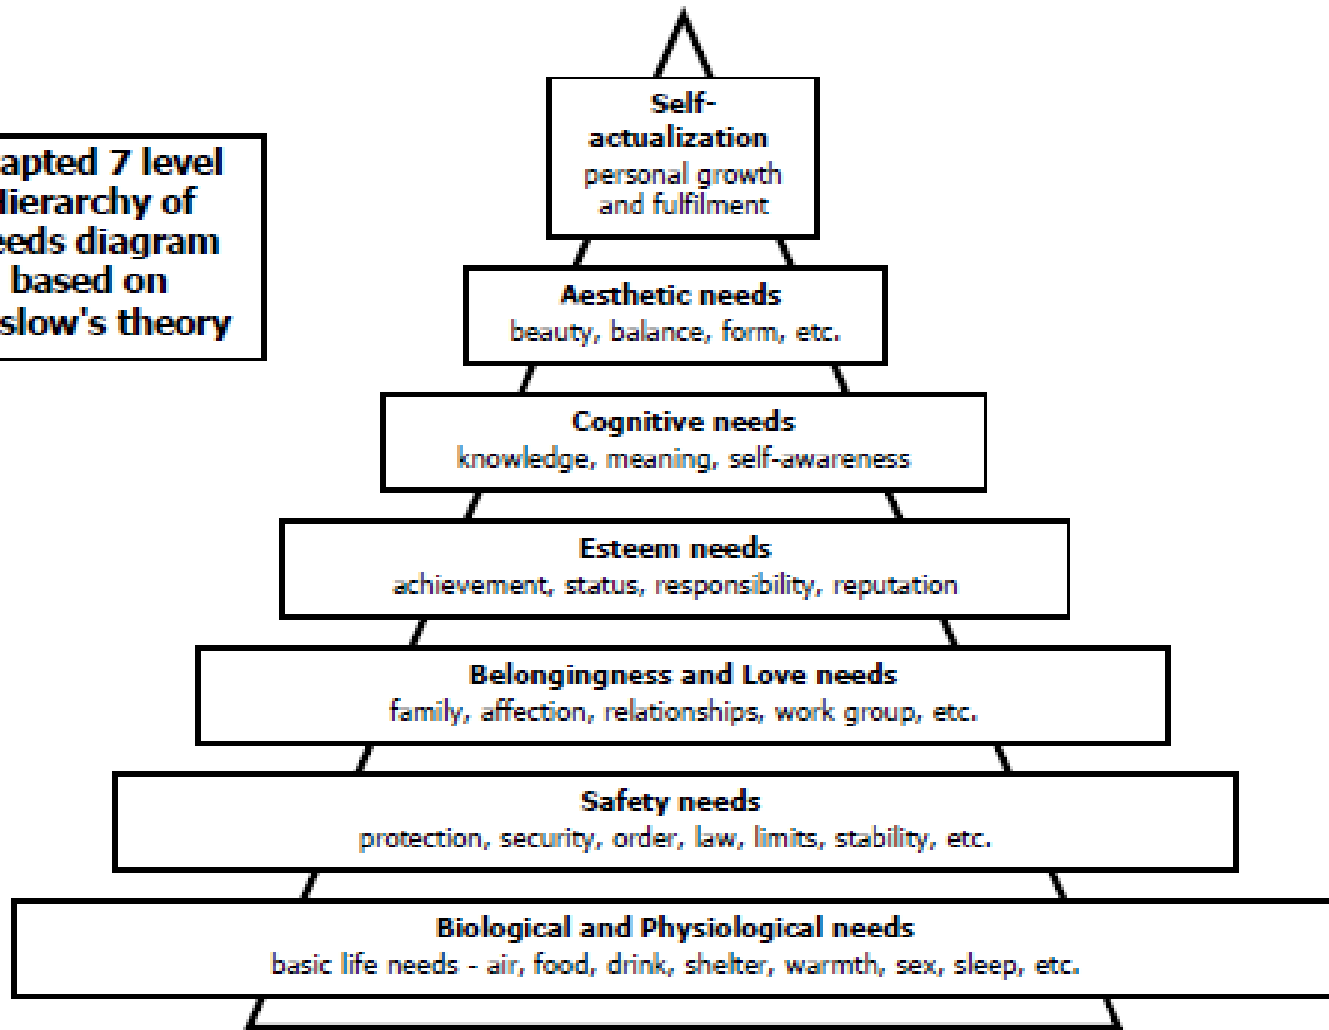 apted 7 level
Hierarchy of
eeds diagram
based on
slow's theory
Self-
actualization
personal growth
and fulfilment
Aesthetic needs
beauty, balance, form, etc.
Cognitive needs
knowledge, meaning, self-awareness
Esteem needs
achievement, status, responsibility, reputation
Belongingness and Love needs
family, affection, relationships, work group, etc.
Safety needs
protection, security, order, law, limits, stability, etc.
Biological and Physiological needs
basic life needs - air, food, drink, shelter, warmth, sex, sleep, etc.